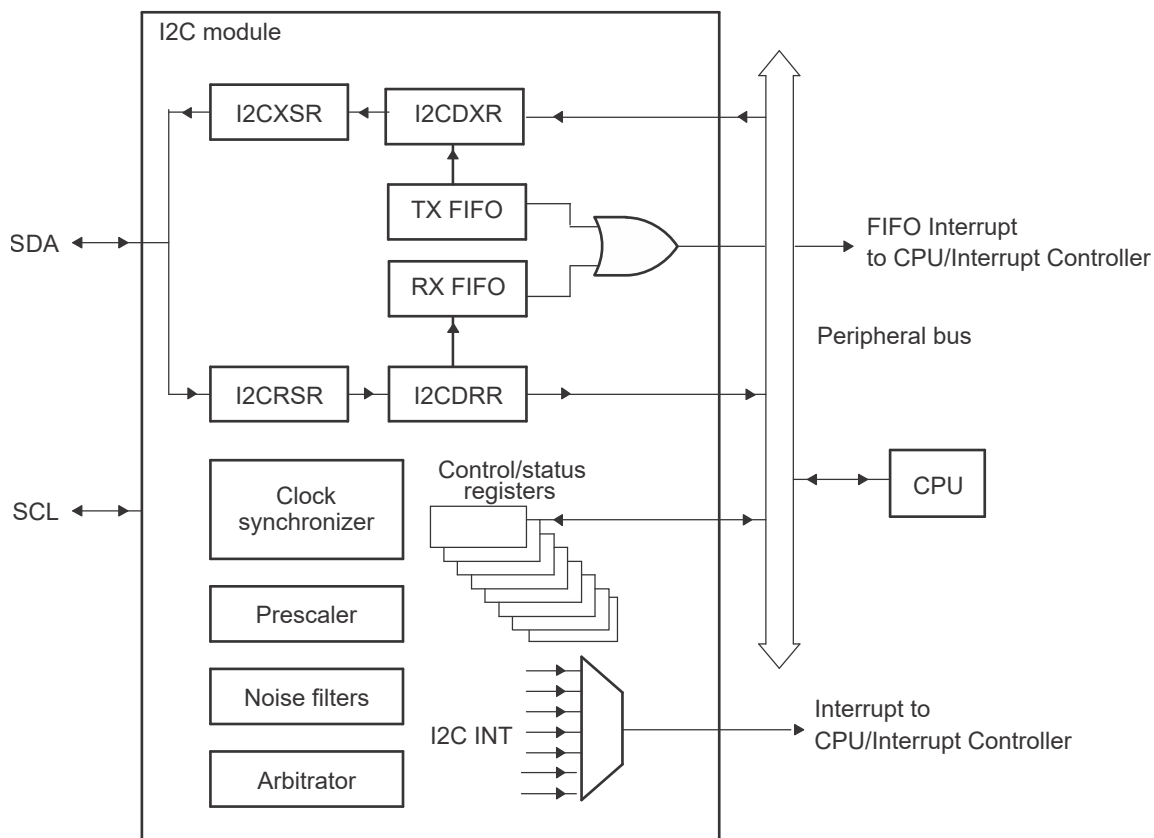 I2C module
I2CXSR
I2CDXR
TX FIFO
SDA
FIFO Interrupt
to CPU/Interrupt Controller
RX FIFO
Peripheral bus
I2CRSR
I2CDRR
Control/status
registers
SCL
Clock
synchronizer
CPU
Prescaler
Noise filters
I2C INT
Interrupt to
CPU/Interrupt Controller
Arbitrator